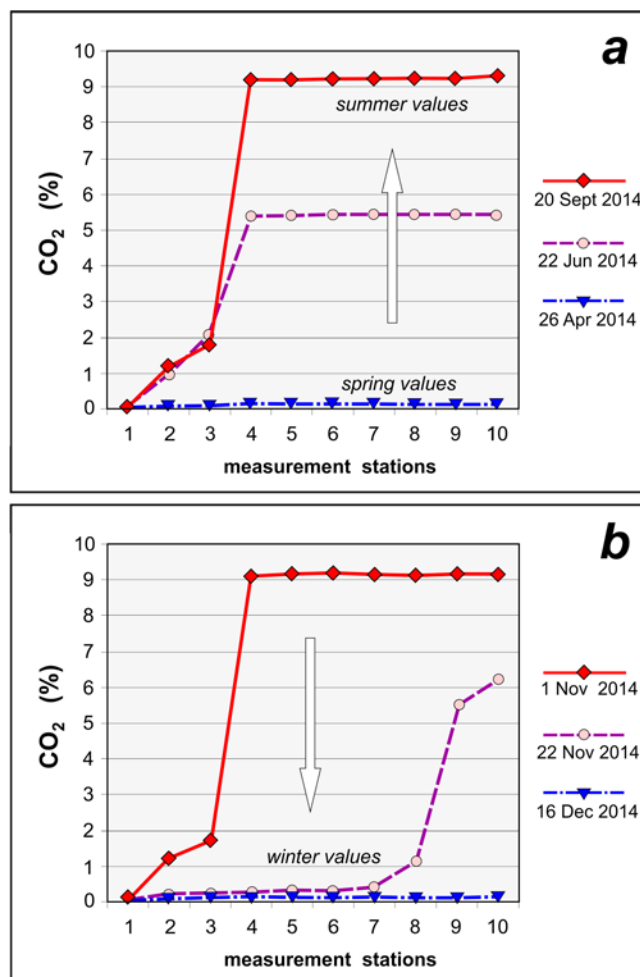 a
10
9
8
7
6
5
4
3
2
1
0
CO₂ (%)
summer values
spring values
1 2 3 4 5 6 7 8 9 10
measurement stations
20 Sept 2014
22 Jun 2014
26 Apr 2014
b
10
9
8
7
6
5
4
3
2
1
0
CO₂ (%)
winter values
1 2 3 4 5 6 7 8 9 10
measurement stations
1 Nov 2014
22 Nov 2014
16 Dec 2014